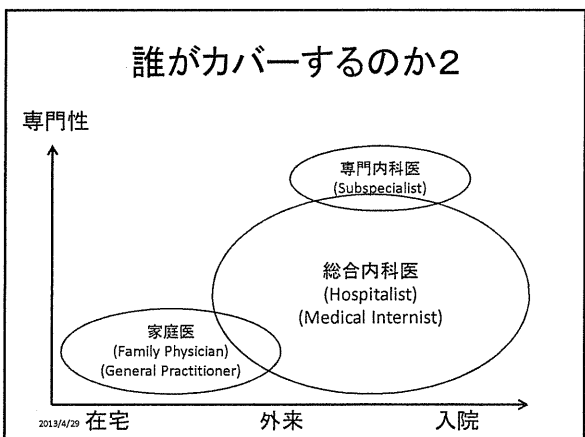 誰がカバーするのか2
専門性
専門内科医
(Subspecialist)
総合内科医
(Hospitalist)
(Medical Internist)
家庭医
(Family Physician)
(General Practitioner)
2013/4/29 在宅 外来 入院